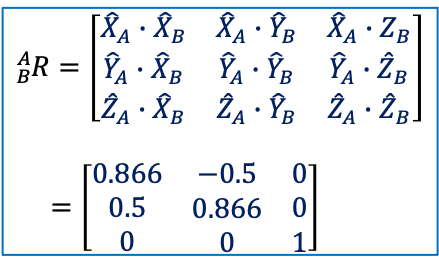 X̂_A · X̂_B X̂_A · Ŷ_B X̂_A · Z_B
^A_B R = Ŷ_A · X̂_B Ŷ_A · Ŷ_B Ŷ_A · Ẑ_B
Ẑ_A · X̂_B Ẑ_A · Ŷ_B Ẑ_A · Ẑ_B
0.866 −0.5 0
= 0.5 0.866 0
0 0 1